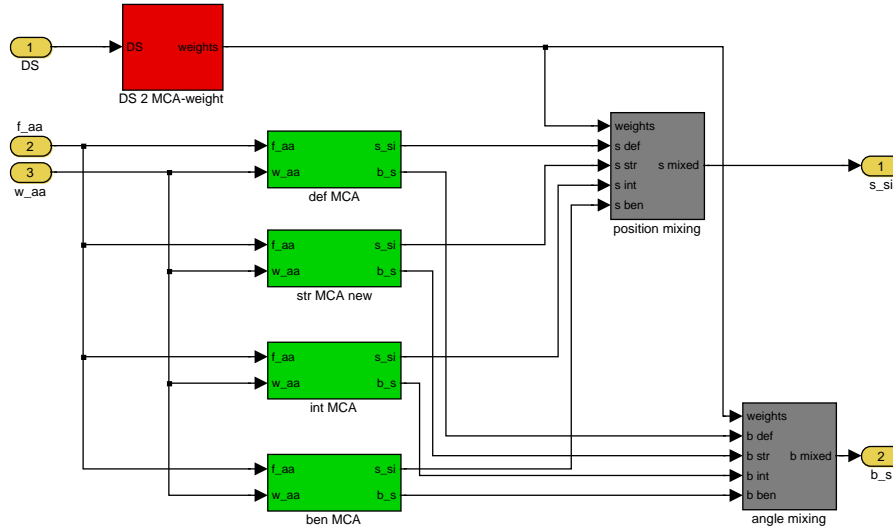 1
DS
DS
weights
DS 2 MCA-weight
f_aa
2
3
w_aa
f_aa
s_si
w_aa
b_s
def MCA
f_aa
s_si
w_aa
b_s
str MCA new
f_aa
s_si
w_aa
b_s
int MCA
f_aa
s_si
w_aa
b_s
ben MCA
weights
s def
s str
s mixed
s int
s ben
position mixing
1
s_si
weights
b def
b str
b mixed
b int
b ben
angle mixing
2
b_s